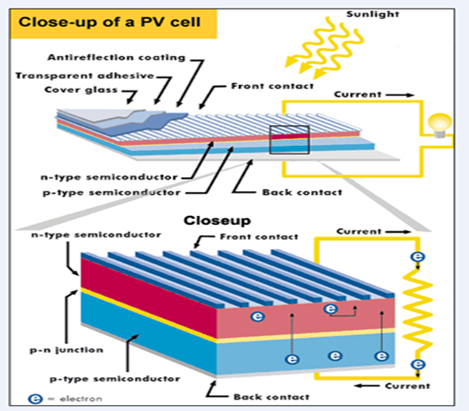 Close-up of a PV cell
Sunlight
Antireflection coating
Transparent adhesive
Cover glass
Front contact
Current
n-type semiconductor
p-type semiconductor
Back contact
Closeup
n-type semiconductor
Front contact
Current
e
e
e
e
e
e
p-n junction
p-type semiconductor
Current
Back contact
e = electron